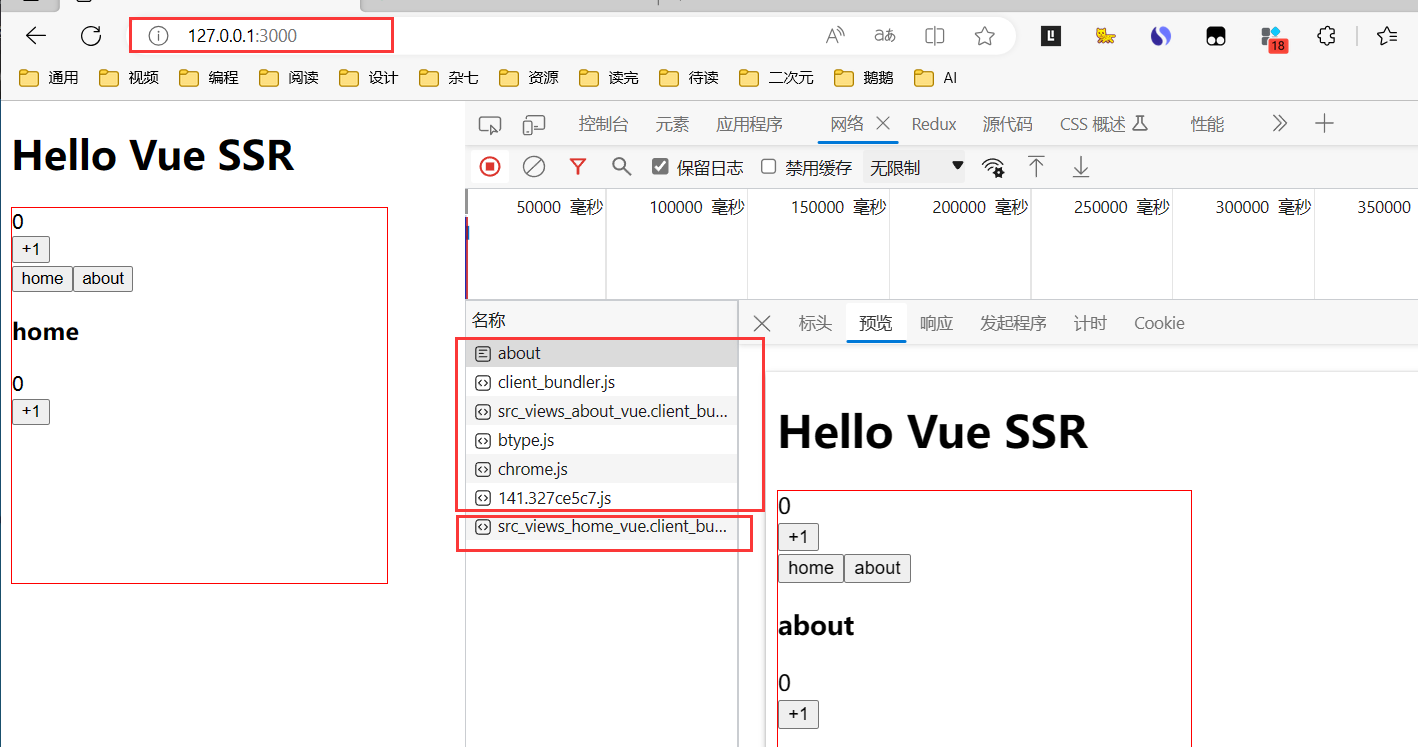 127.0.0.1:3000
18
通用 视频 编程 阅读 设计 杂七 资源 读完 待读 二次元 鹅鹅 AI
Hello Vue SSR
0
+1
home about
home
0
+1
控制台 元素 应用程序 网络 Redux 源代码 CSS 概述 性能
保留日志 禁用缓存 无限制
50000 毫秒 100000 毫秒 150000 毫秒 200000 毫秒 250000 毫秒 300000 毫秒 350000
名称
about
client_bundler.js
src_views_about_vue.client_bu...
btype.js
chrome.js
141.327ce5c7.js
src_views_home_vue.client_bu...
标头 预览 响应 发起程序 计时 Cookie
Hello Vue SSR
0
+1
home about
about
0
+1